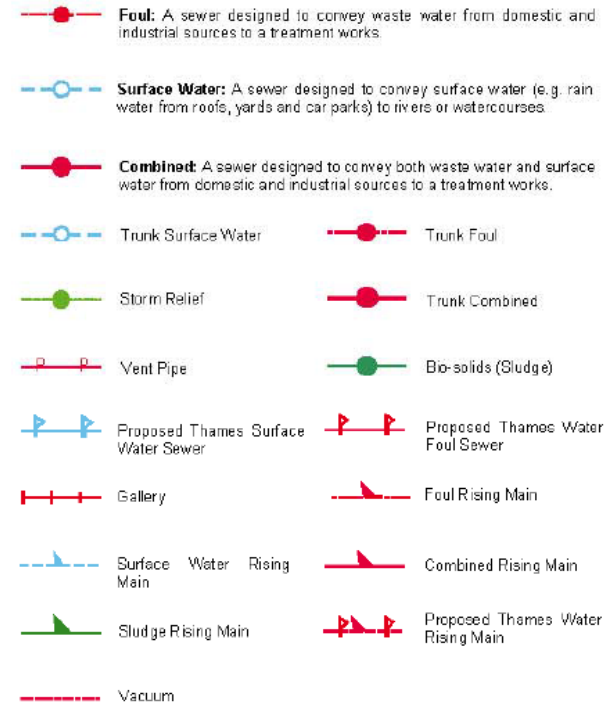 Foul: A sewer designed to convey waste water from domestic and
industrial sources to a treatment works.
Surface Water: A sewer designed to convey surface water (e.g. rain
water from roofs, yards and car parks) to rivers or watercourses.
Combined: A sewer designed to convey both waste water and surface
water from domestic and industrial sources to a treatment works.
Trunk Surface Water
Trunk Foul
Storm Relief
Trunk Combined
Vent Pipe
Bio-solids (Sludge)
Proposed Thames Surface
Water Sewer
Proposed Thames Water
Foul Sewer
Gallery
Foul Rising Main
Surface Water Rising
Main
Combined Rising Main
Sludge Rising Main
Proposed Thames Water
Rising Main
Vacuum